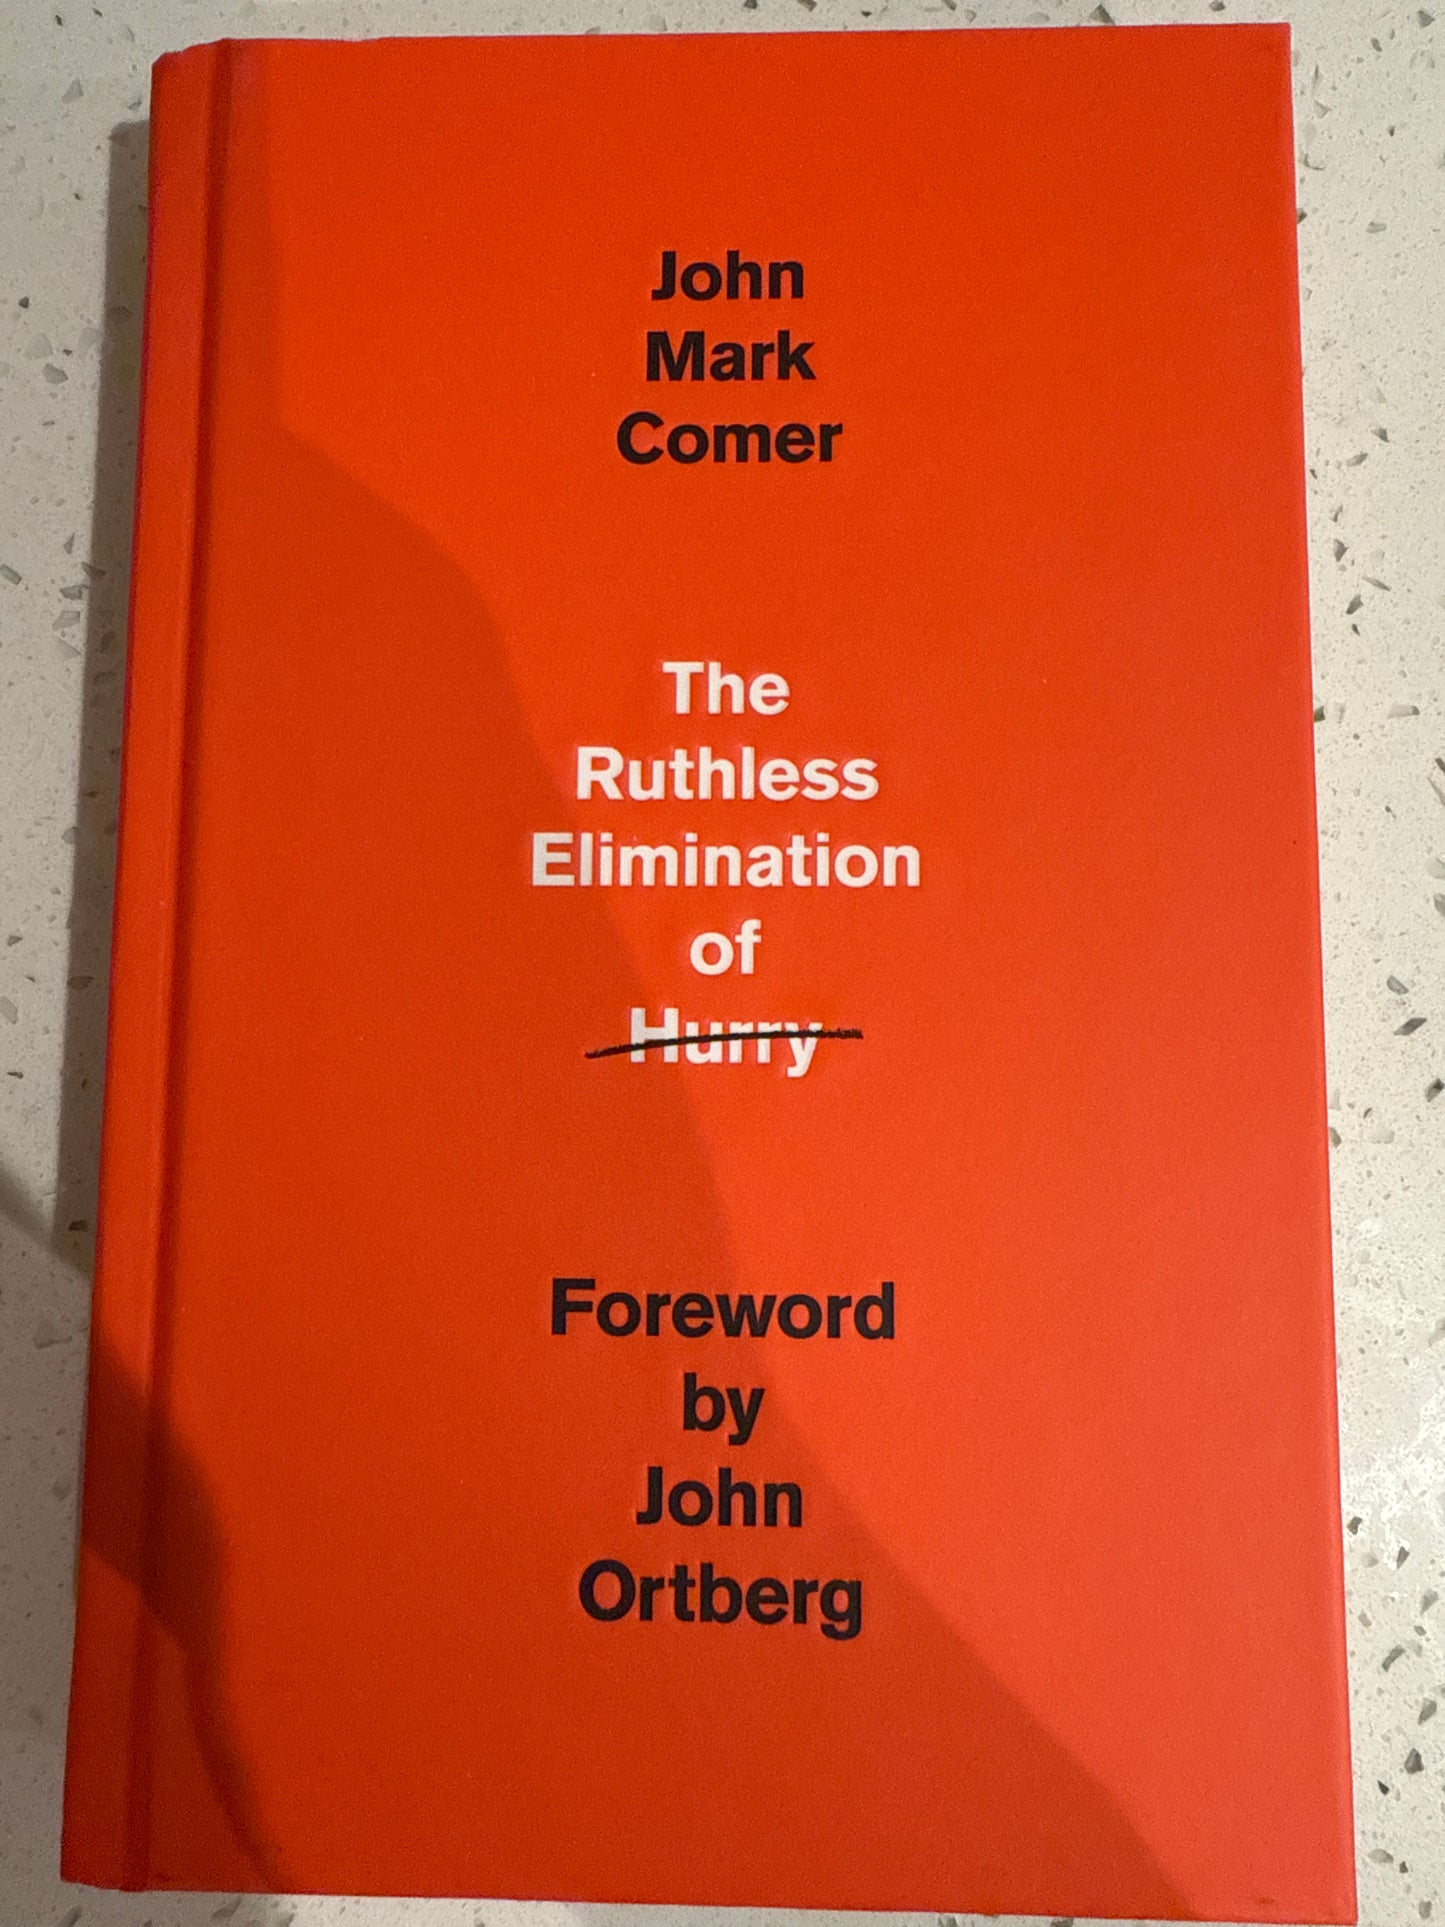 John
Mark
Comer
The
Ruthless
Elimination
of
Hurry
Foreword
by
John
Ortberg